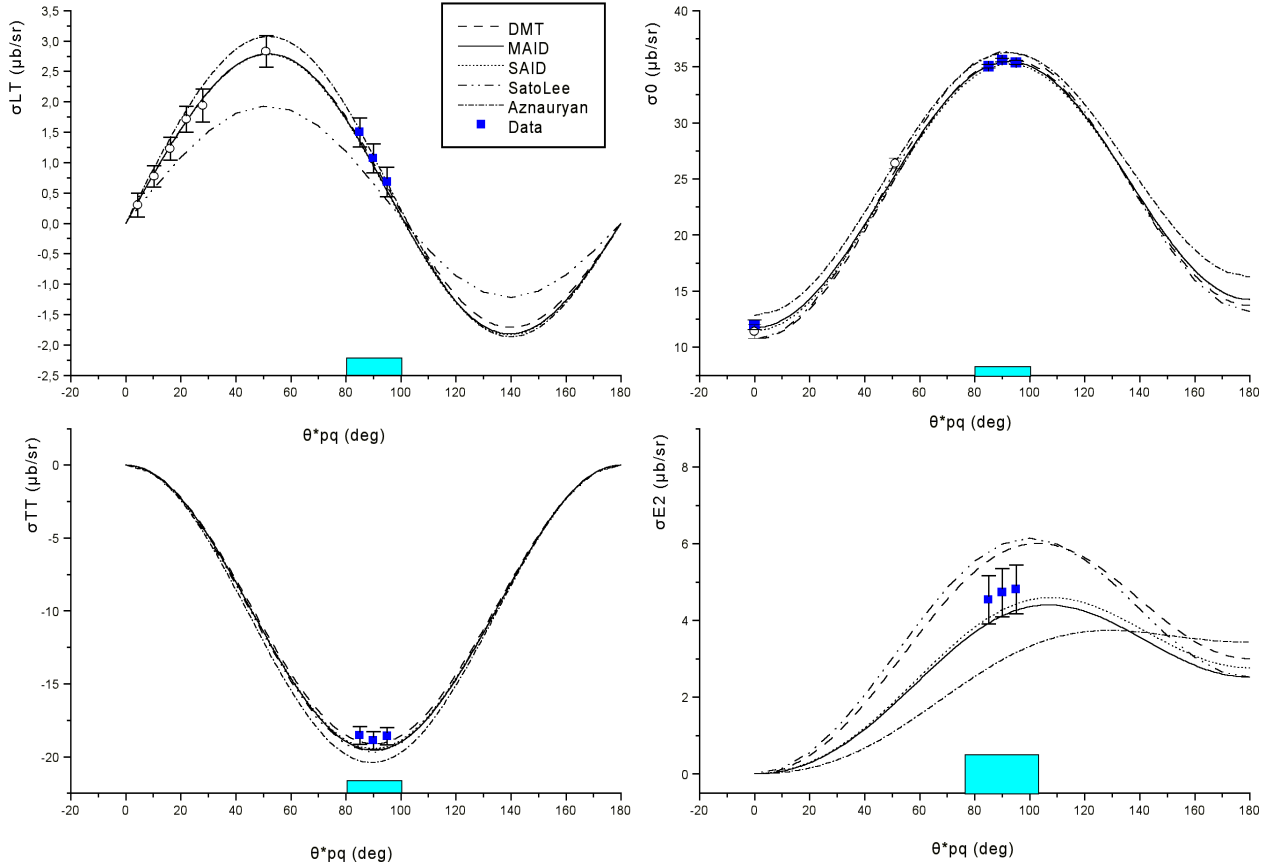 σLT (μb/sr)
3,5
3,0
2,5
2,0
1,5
1,0
0,5
0,0
-0,5
-1,0
-1,5
-2,0
-2,5
-20 0 20 40 60 80 100 120 140 160 180
θ*pq (deg)
DMT
MAID
SAID
SatoLee
Aznauryan
Data
σ0 (μb/sr)
40
35
30
25
20
15
10
-20 0 20 40 60 80 100 120 140 160 180
θ*pq (deg)
σTT (μb/sr)
0
-5
-10
-15
-20
-20 0 20 40 60 80 100 120 140 160 180
θ*pq (deg)
σE2 (μb/sr)
8
6
4
2
0
-20 0 20 40 60 80 100 120 140 160 180
θ*pq (deg)